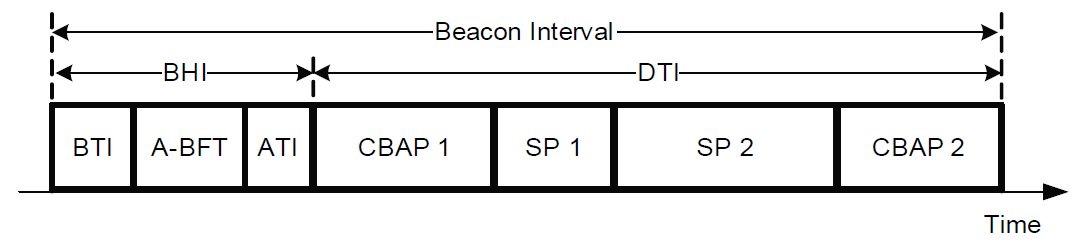 Beacon Interval
BHI DTI
BTI A-BFT ATI CBAP 1 SP 1 SP 2 CBAP 2
Time